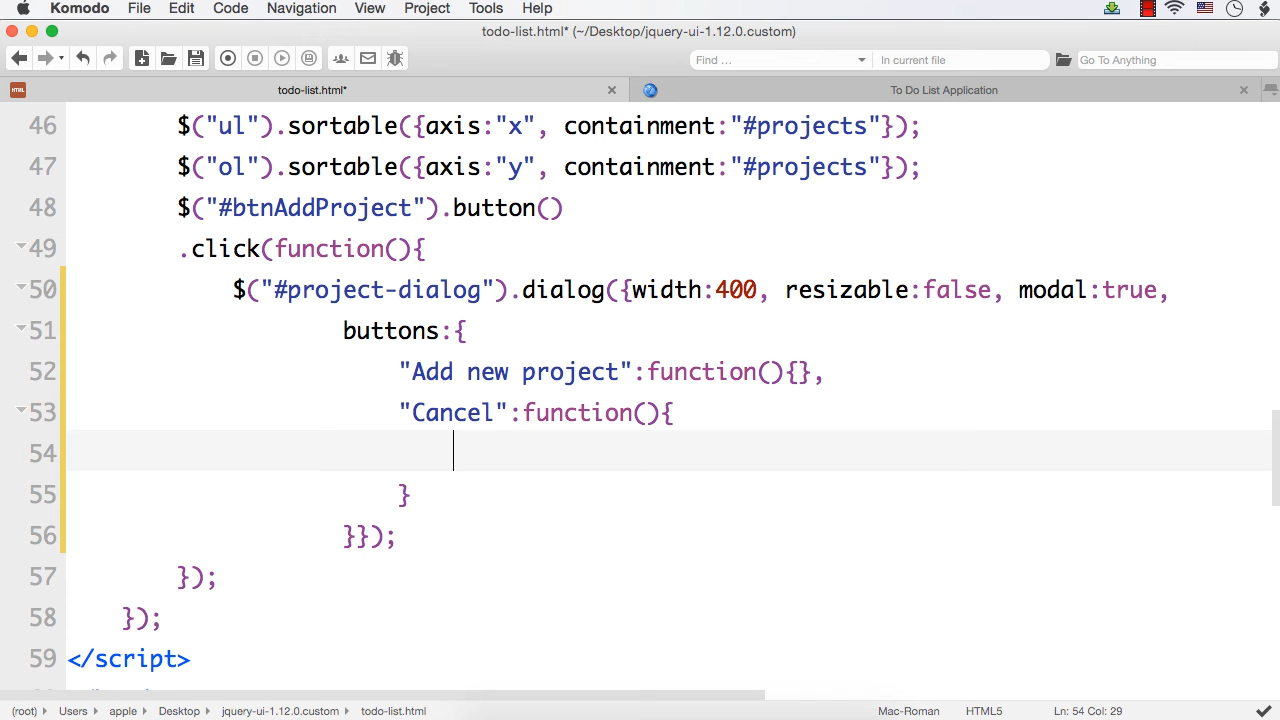 Komodo File Edit Code Navigation View Project Tools Help
todo-list.html* (~/Desktop/jquery-ui-1.12.0.custom)
Find ... In current file Go To Anything
HTML todo-list.html* To Do List Application
46 $("ul").sortable({axis:"x", containment:"#projects"});
47 $("ol").sortable({axis:"y", containment:"#projects"});
48 $("#btnAddProject").button()
49 .click(function(){
50 $("#project-dialog").dialog({width:400, resizable:false, modal:true,
51 buttons:{
52 "Add new project":function(){},
53 "Cancel":function(){
54
55 }
56 }});
57 });
58 });
59 </script>
(root) Users apple Desktop jquery-ui-1.12.0.custom todo-list.html Mac-Roman HTML5 Ln: 54 Col: 29